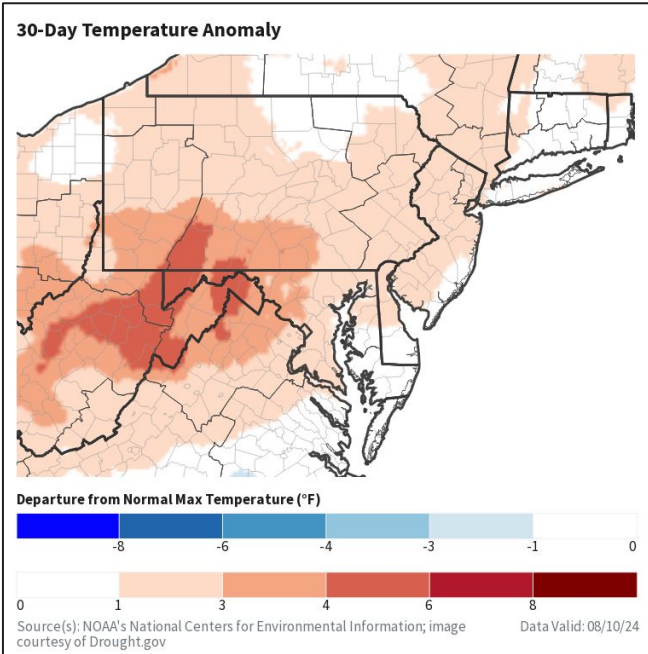 30-Day Temperature Anomaly
Departure from Normal Max Temperature (°F)
-8 -6 -4 -3 -1 0
0 1 3 4 6 8
Source(s): NOAA's National Centers for Environmental Information; image Data Valid: 08/10/24
courtesy of Drought.gov